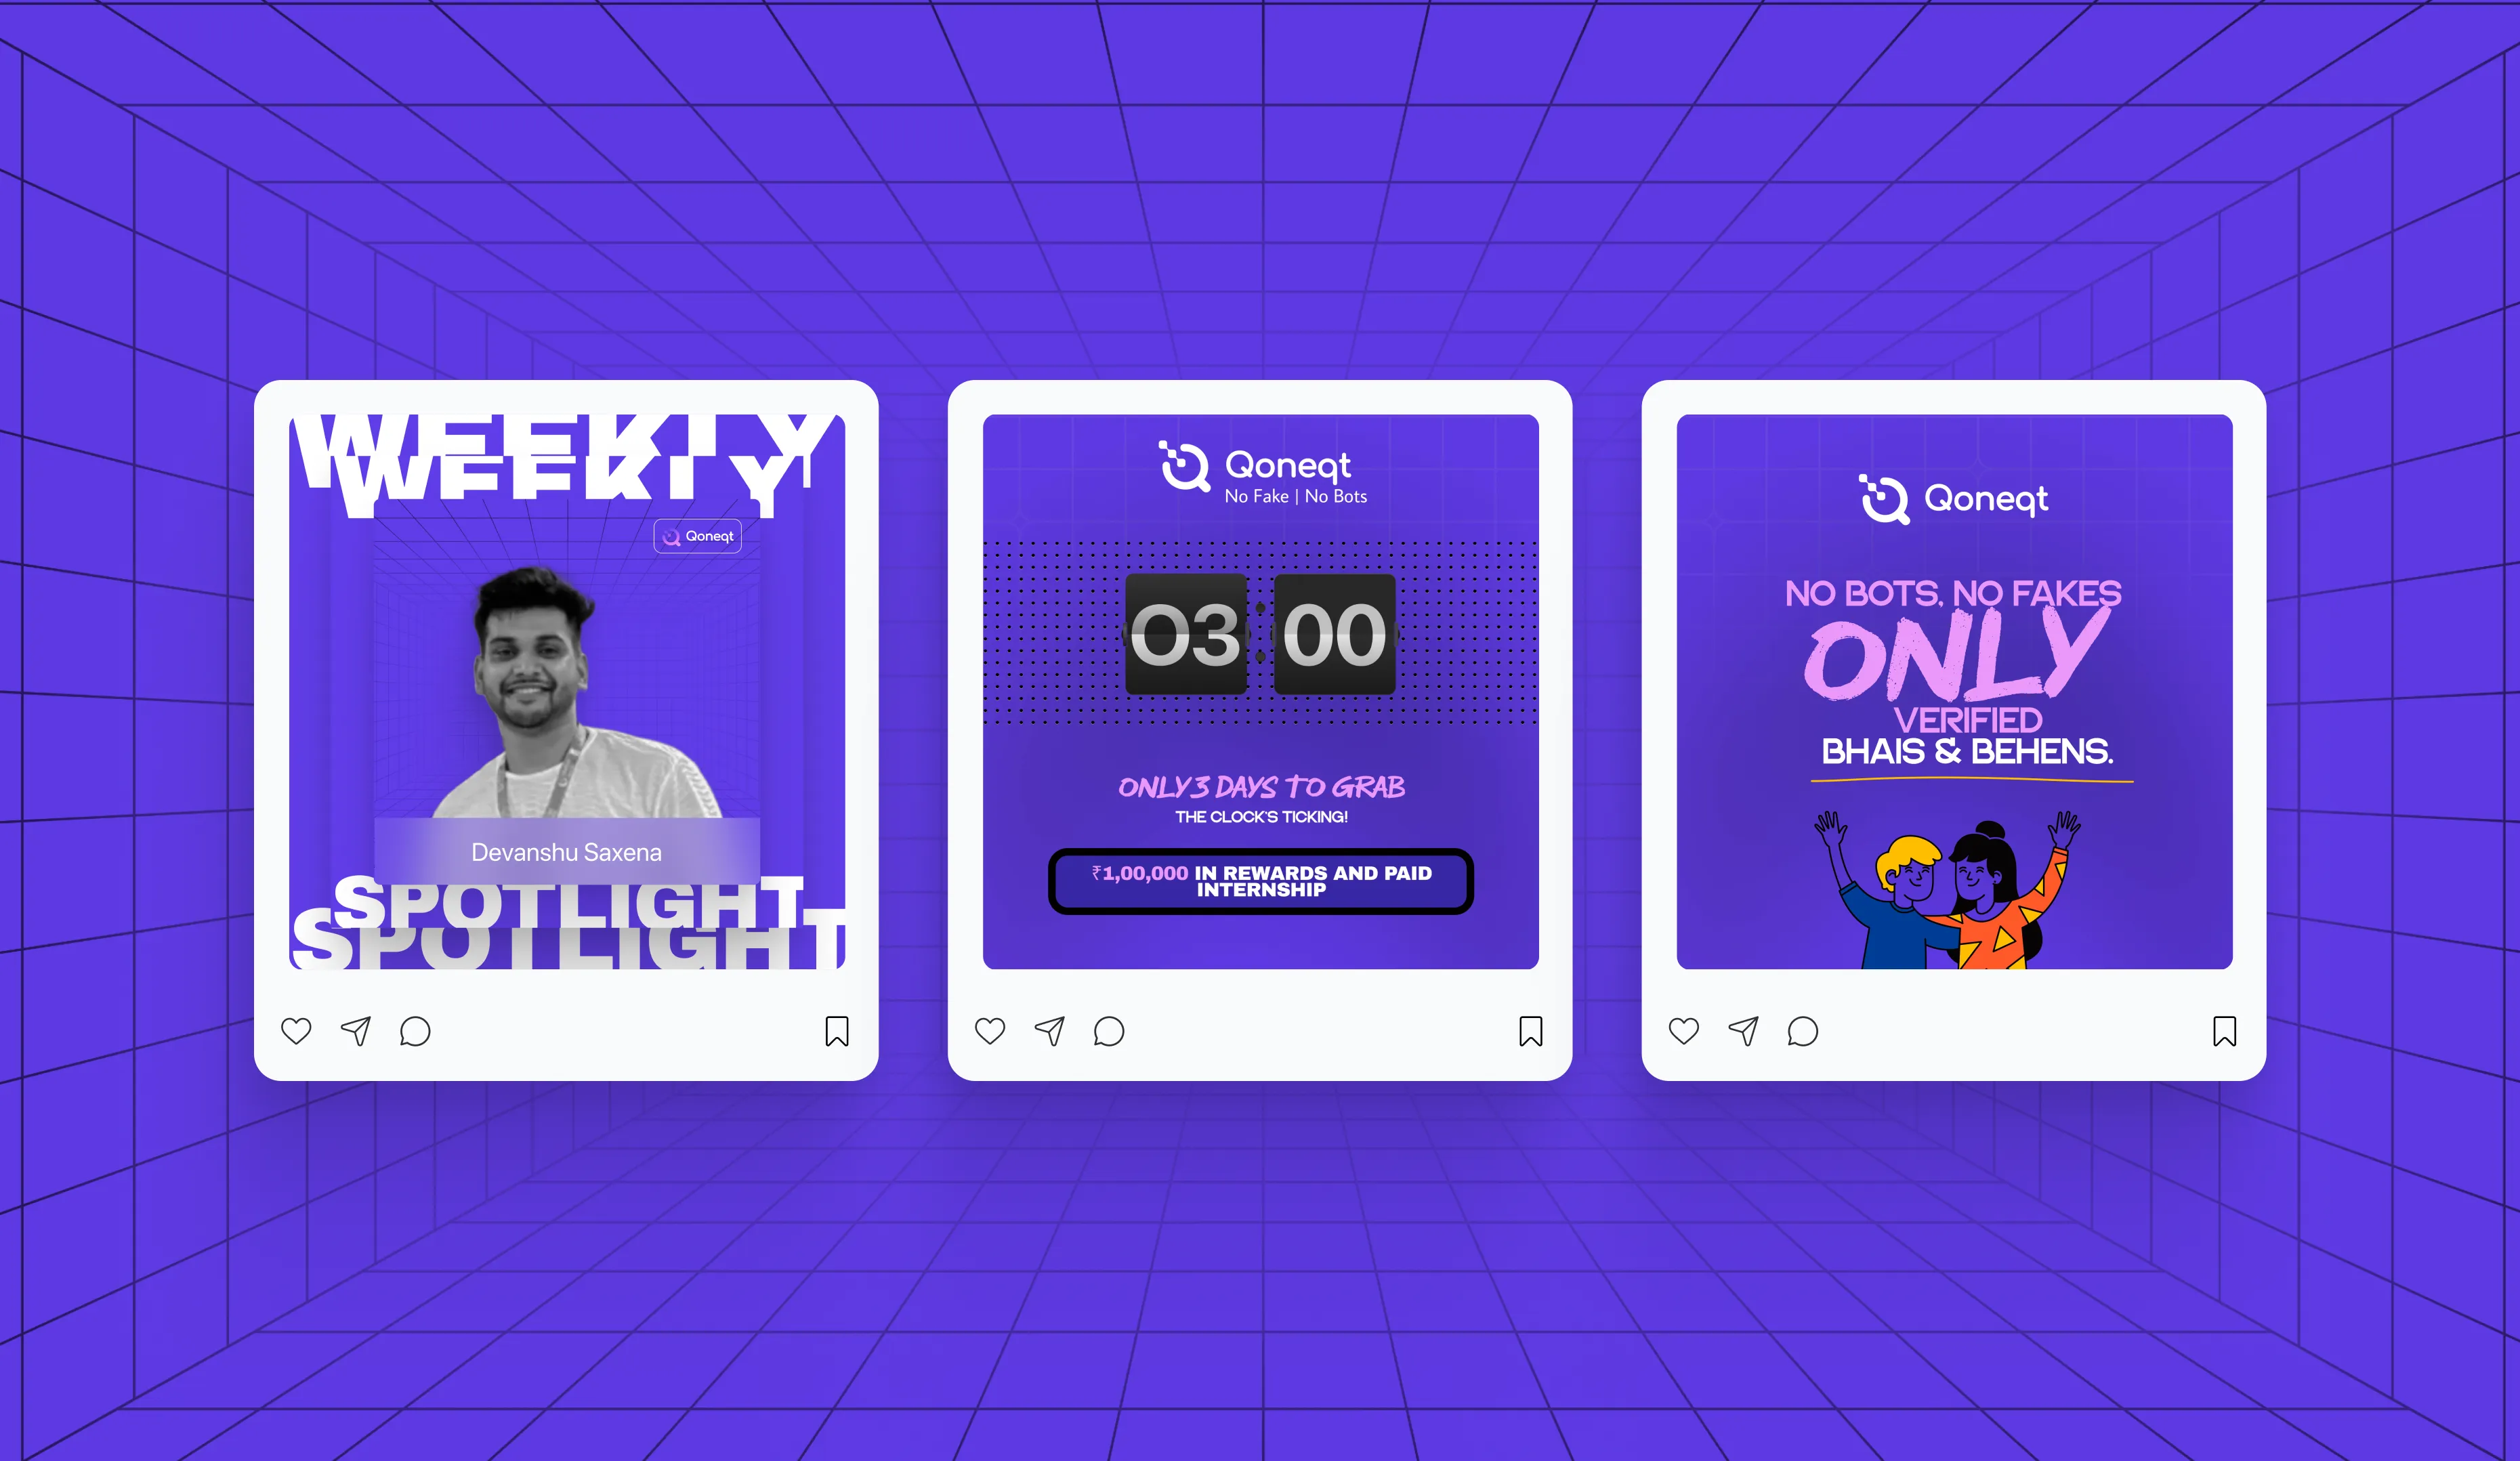 WEEKLY
WEEKLY
Qoneqt
Devanshu Saxena
SPOTLIGHT
SPOTLIGHT
Qoneqt
No Fake | No Bots
03:00
ONLY 3 DAYS TO GRAB
THE CLOCK'S TICKING!
₹1,00,000 IN REWARDS AND PAID
INTERNSHIP
Qoneqt
NO BOTS, NO FAKES
ONLY
VERIFIED
BHAIS & BEHENS.